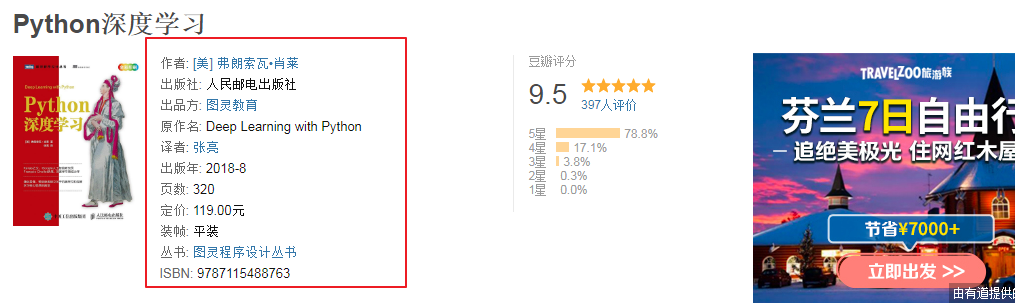 Python深度学习
Deep Learning with Python
Python
深度学习
作者: [美] 弗朗索瓦•肖莱
出版社: 人民邮电出版社
出品方: 图灵教育
原作名: Deep Learning with Python
译者: 张亮
出版年: 2018-8
页数: 320
定价: 119.00元
装帧: 平装
丛书: 图灵程序设计丛书
ISBN: 9787115488763
豆瓣评分
9.5
397人评价
5星 78.8%
4星 17.1%
3星 3.8%
2星 0.3%
1星 0.0%
TRAVELZOO旅游族
芬兰7日自由行
追绝美极光 住网红木屋
节省¥7000+
立即出发 >>
由有道提供的